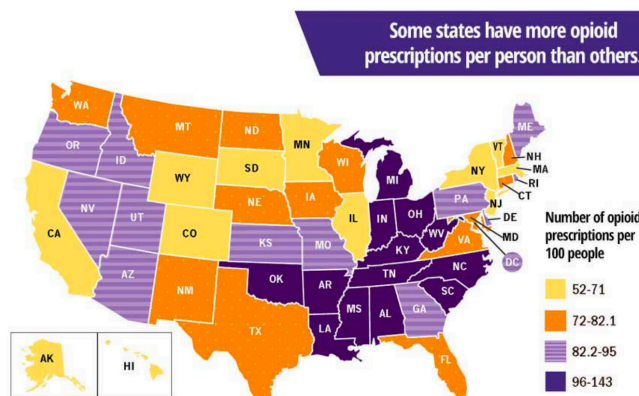 Some states have more opioid
prescriptions per person than others.
WA
MT
ND
MN
OR
ID
SD
WI
WY
MI
NY
VT
ME
NH
MA
RI
CT
NJ
PA
NE
IA
NV
UT
CO
IL
IN
OH
DE
MD
DC
CA
KS
MO
KY
WV
VA
AZ
NM
OK
AR
TN
NC
SC
TX
LA
MS
AL
GA
FL
AK
HI
Number of opioid
prescriptions per
100 people
52-71
72-82.1
82.2-95
96-143